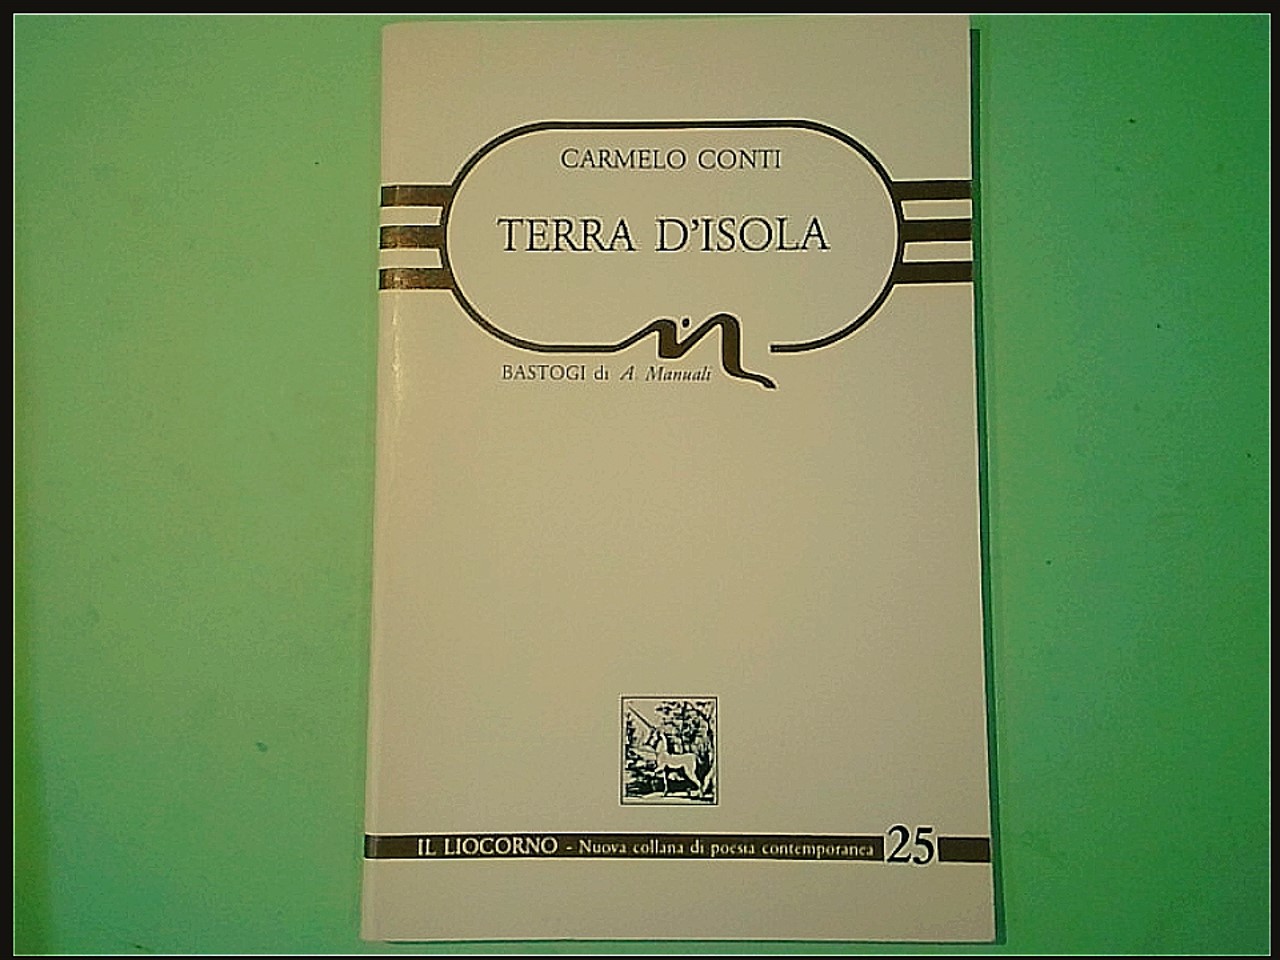 CARMELO CONTI
TERRA D'ISOLA
BASTOGI di A. Manuali
IL LIOCORNO - Nuova collana di poesia contemporanea 25